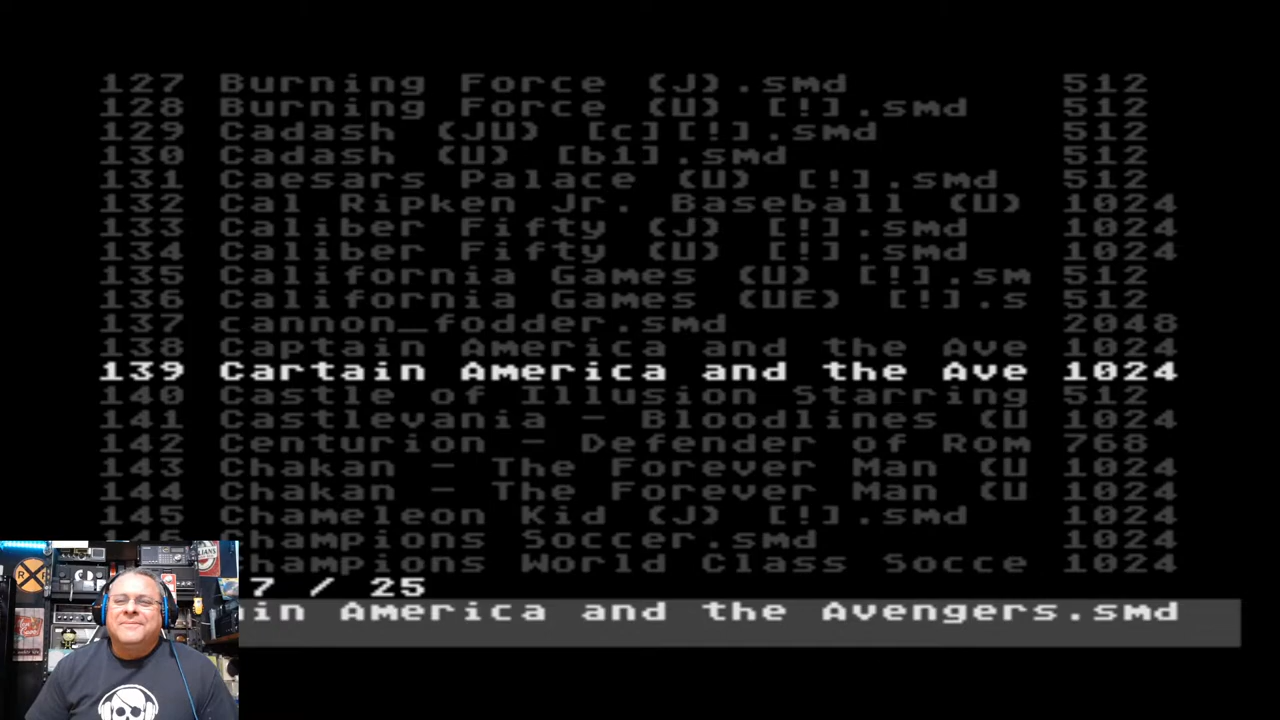 127 Burning Force (J).smd 512
128 Burning Force (U) [!].smd 512
129 Cadash (JU) [c][!].smd 512
130 Cadash (U) [b1].smd 512
131 Caesars Palace (U) [!].smd 512
132 Cal Ripken Jr. Baseball (U) 1024
133 Caliber Fifty (J) [!].smd 1024
134 Caliber Fifty (U) [!].smd 1024
135 California Games (U) [!].sm 512
136 California Games (UE) [!].s 512
137 cannon_fodder.smd 2048
138 Captain America and the Ave 1024
139 Cartain America and the Ave 1024
140 Castle of Illusion Starring 512
141 Castlevania - Bloodlines (U 1024
142 Centurion - Defender of Rom 768
143 Chakan - The Forever Man (U 1024
144 Chakan - The Forever Man (U 1024
145 Chameleon Kid (J) [!].smd 1024
hampions Soccer.smd 1024
hampions World Class Socce 1024
7 / 25
in America and the Avengers.smd